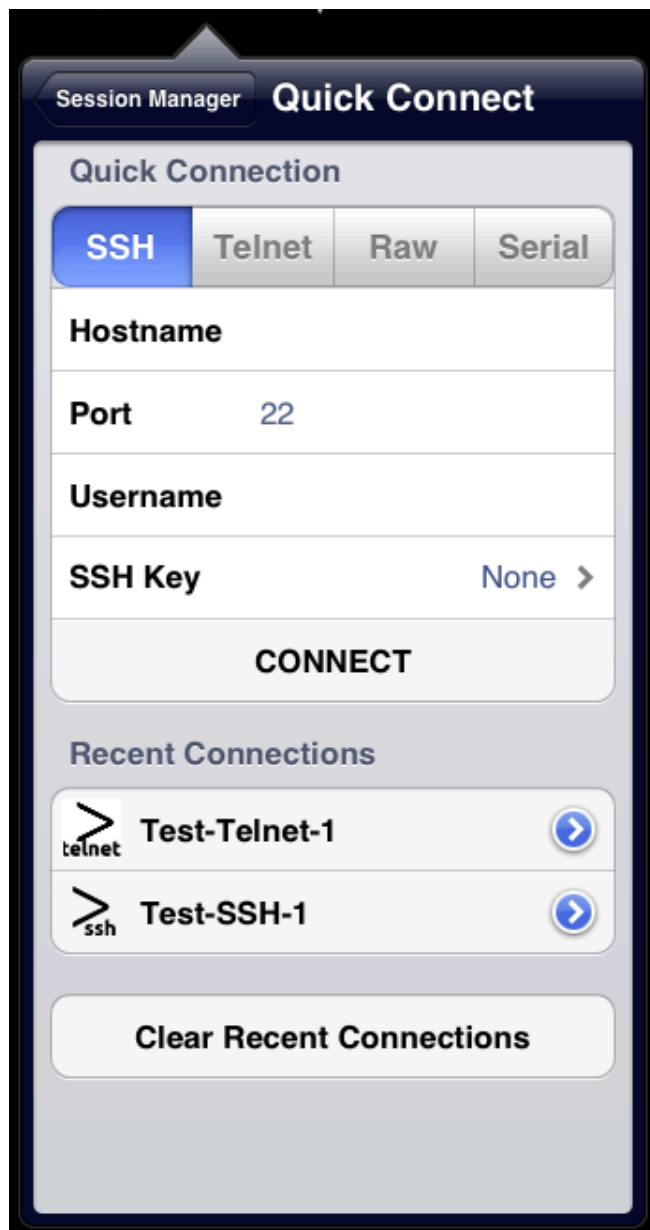 Session Manager Quick Connect
Quick Connection
SSH Telnet Raw Serial
Hostname
Port 22
Username
SSH Key None
CONNECT
Recent Connections
telnet Test-Telnet-1
ssh Test-SSH-1
Clear Recent Connections